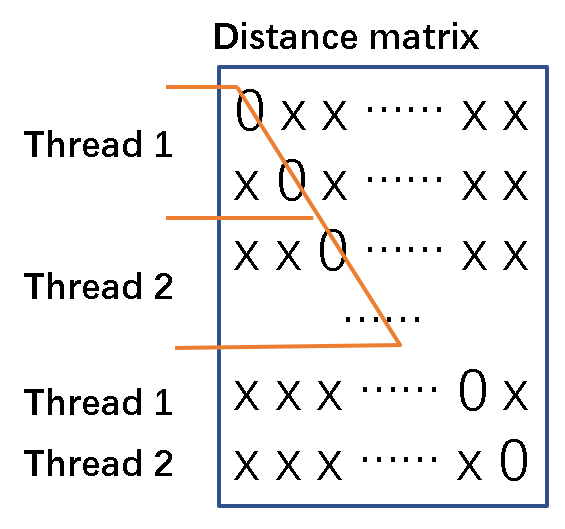 Distance matrix
0 x x ...... x x
Thread 1
x 0 x ...... x x
x x 0 ...... x x
Thread 2
......
Thread 1 x x x ...... 0 x
Thread 2 x x x ...... x 0